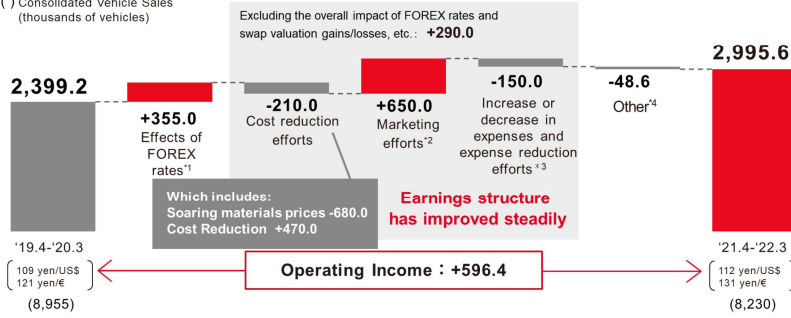 ( ) Consolidated Vehicle Sales
(thousands of vehicles)
Excluding the overall impact of FOREX rates and
swap valuation gains/losses, etc.: +290.0
2,399.2
+355.0
Effects of
FOREX
rates*1
-210.0
Cost reduction
efforts
+650.0
Marketing
efforts*2
-150.0
Increase or
decrease in
expenses and
expense reduction
efforts*3
-48.6
Other*4
2,995.6
Which includes:
Soaring materials prices -680.0
Cost Reduction +470.0
Earnings structure
has improved steadily
'19.4-'20.3
109 yen/US$
121 yen/€
(8,955)
Operating Income：+596.4
'21.4-'22.3
112 yen/US$
131 yen/€
(8,230)